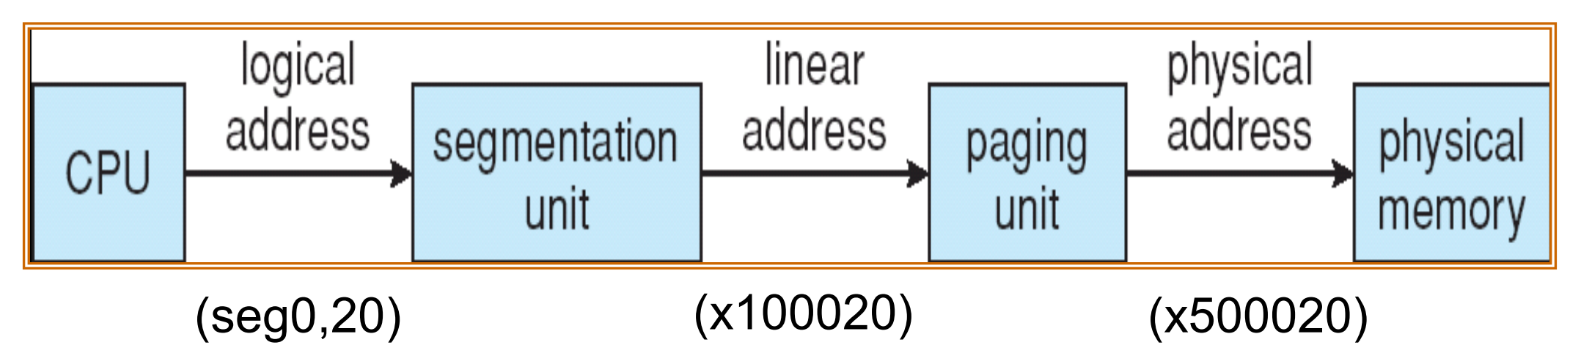 logical
address
linear
address
physical
address
CPU
segmentation
unit
paging
unit
physical
memory
(seg0,20)
(x100020)
(x500020)